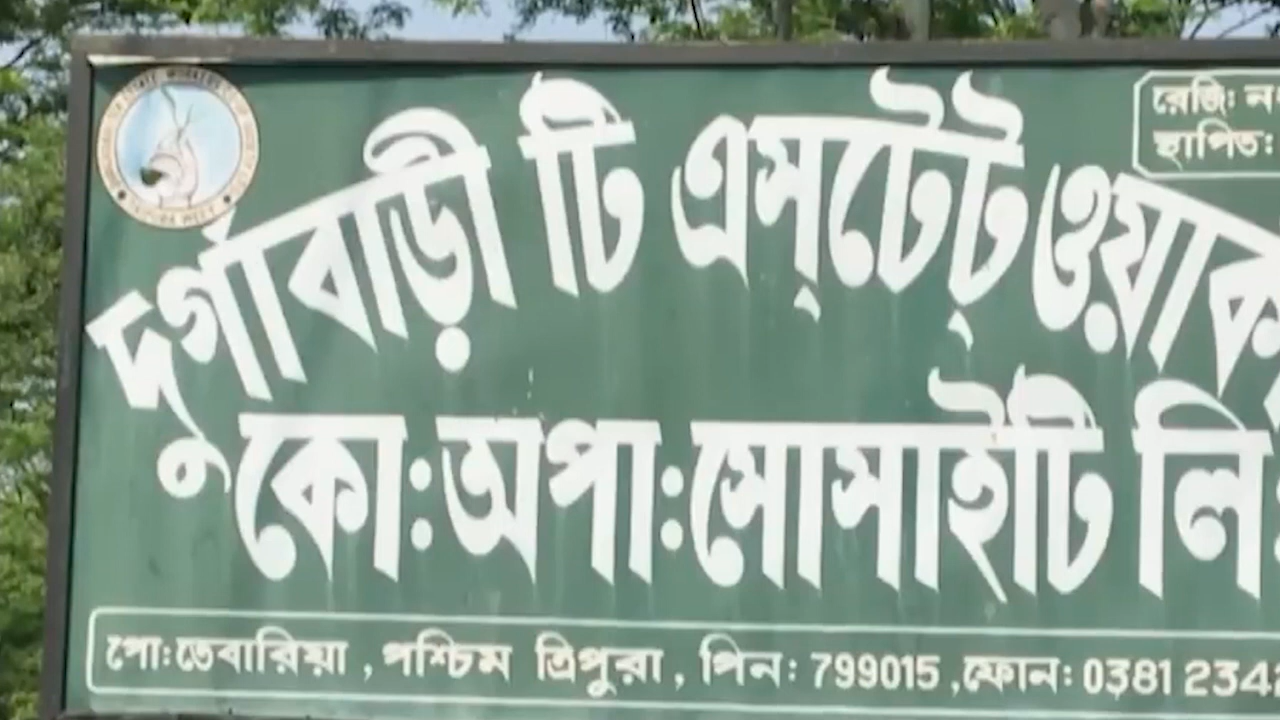 রেজিঃ নং
স্থাপিত:
দুর্গাবাড়ী টি এস্টেট্ ওয়ার্ক
কো:অপা:সোসাইটি লিঃ
পো:তেবারিয়া , পশ্চিম ত্রিপুরা , পিন: 799015 ,ফোন: 0381 234